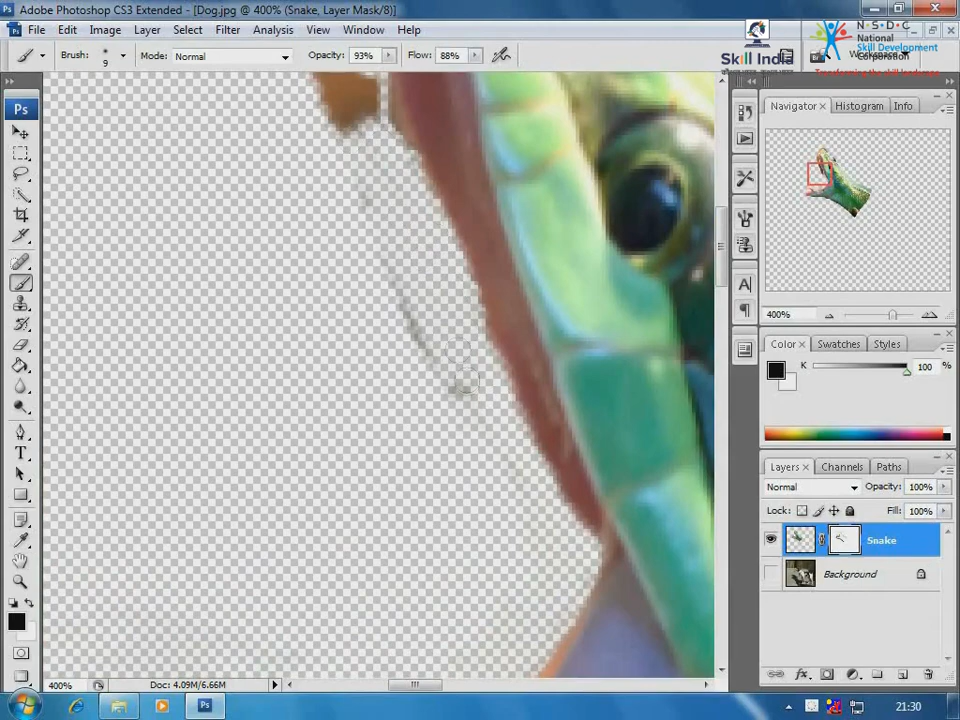 Adobe Photoshop CS3 Extended - [Dog.jpg @ 400% (Snake, Layer Mask/8)]
File Edit Image Layer Select Filter Analysis View Window Help
N·S·D·C
National
Skill Development
Corporation
Skill India
Brush: 9 Mode: Normal Opacity: 93% Flow: 88%
Workspace
Ps
Navigator Histogram Info
400%
Color Swatches Styles
K 100 %
Layers Channels Paths
Normal Opacity: 100%
Lock: Fill: 100%
Snake
Background
400% Doc: 4.09M/6.66M
21:30